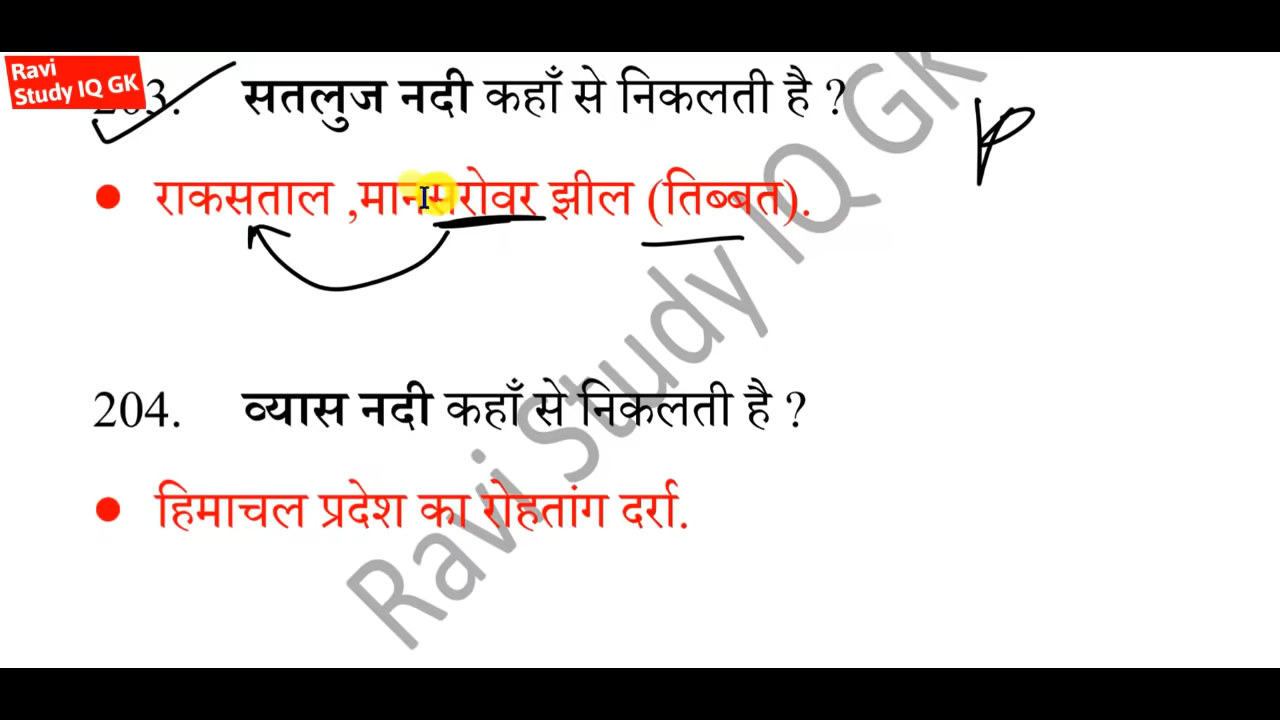 Ravi
Study IQ GK
203. सतलुज नदी कहाँ से निकलती है ?
● राकसताल ,मानसरोवर झील (तिब्बत).
204. व्यास नदी कहाँ से निकलती है ?
● हिमाचल प्रदेश का रोहतांग दर्रा.
Ravi Study IQ GK